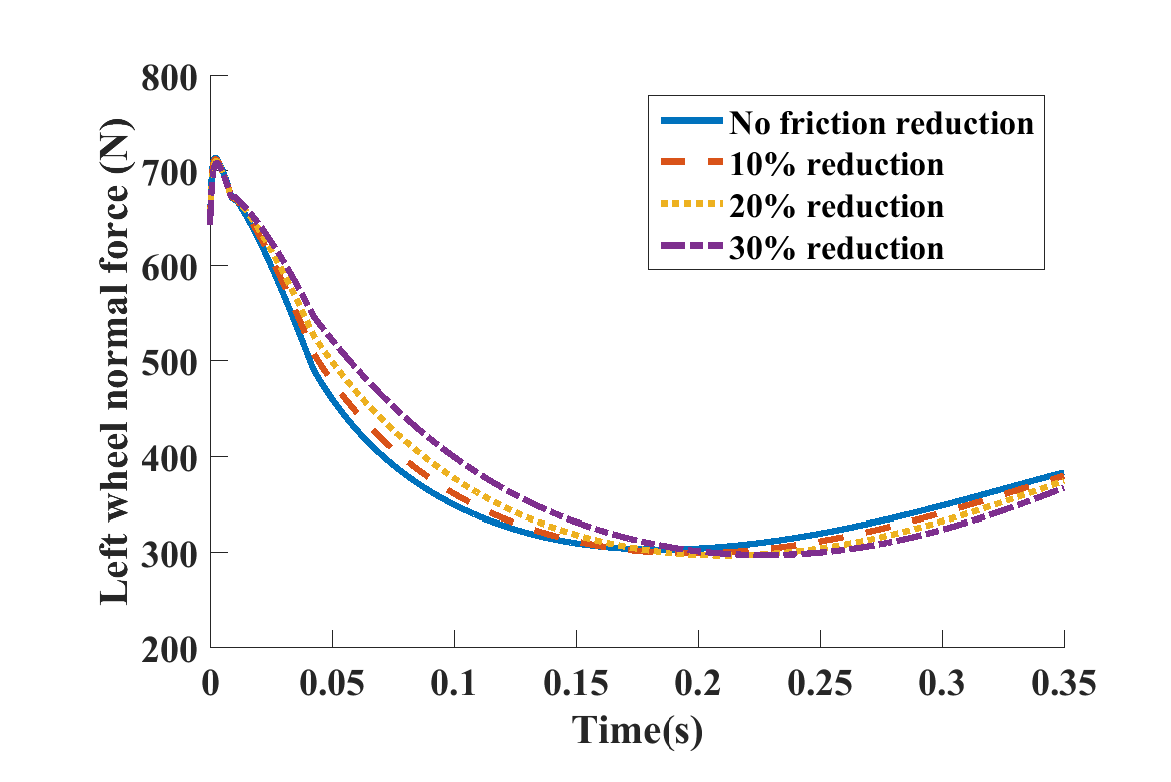 800
700
600
500
400
300
200
Left wheel normal force (N)
No friction reduction
10% reduction
20% reduction
30% reduction
0 0.05 0.1 0.15 0.2 0.25 0.3 0.35
Time(s)